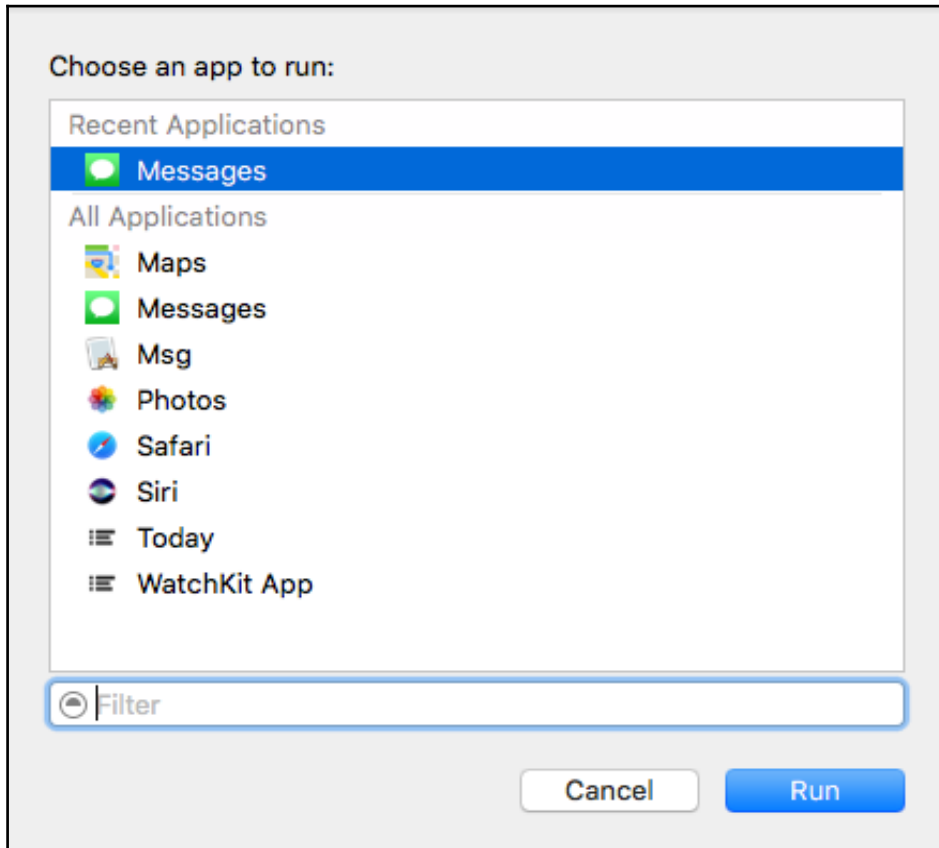 Choose an app to run:
Recent Applications
Messages
All Applications
Maps
Messages
Msg
Photos
Safari
Siri
Today
WatchKit App
Filter
Cancel Run